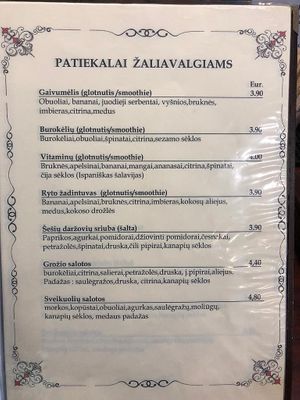 PATIEKALAI ŽALIAVALGIAMS
Eur.
Gaivumėlis (glotnutis/smoothie) 3.90
Obuoliai, bananai, juodieji serbentai, vyšnios,bruknės,
imbieras,citrina,medus
Burokėlių (glotnutis/smoothie) 3.90
Burokėliai,obuoliai,špinatai,citrina,sezamo sėklos
Vitaminų (glotnutis/smoothie) 4.00
Bruknės,apelsinai,bananai,mangai,ananasai,citrina,špinatai,
čija sėklos (Ispaniškas šalavijas)
Ryto žadintuvas (glotnutis/smoothie) 3.90
Bananai,apelsinai,bruknės,citrina,imbieras,kokosų aliejus,
medus,kokoso drožlės
Šešių daržovių sriuba (šalta) 3.90
Paprikos,agurkai,pomidorai,džiovinti pomidorai,česnakai,
petražolės,špinatai,druska,čili pipirai,kanapių sėklos
Grožio salotos 4,40
burokėliai,citrina,salierai,petražolės,druska, j.pipirai,aliejus.
Padažas : saulėgrąžų,druska, citrina,kanapių sėklos
Sveikuolių salotos 4,80
morkos,kopūstai,obuoliai,agurkas,saulėgrąžų,moliūgų,
kanapių sėklos, medaus padažas